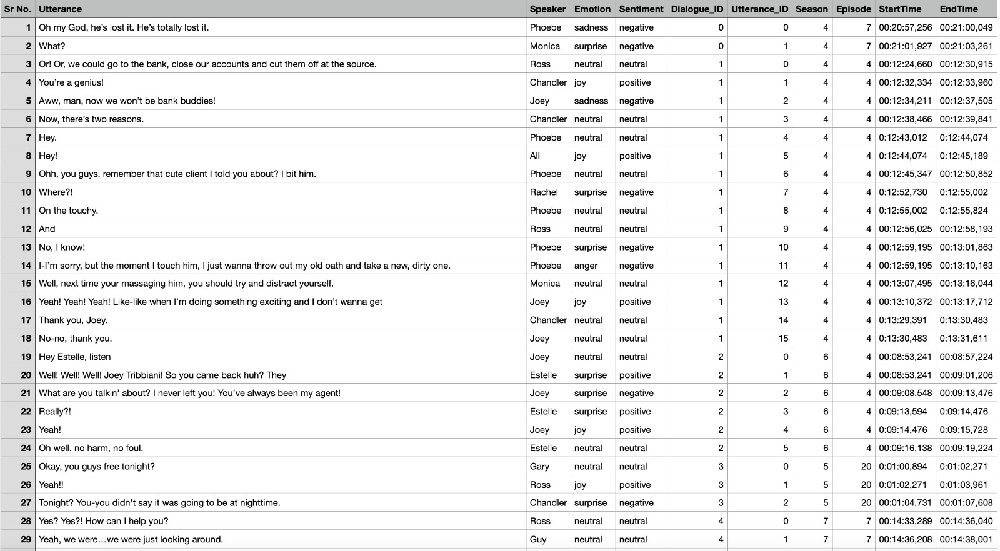 Sr No. Utterance Speaker Emotion Sentiment Dialogue_ID Utterance_ID Season Episode StartTime EndTime
1 Oh my God, he’s lost it. He’s totally lost it. Phoebe sadness negative 0 0 4 7 00:20:57,256 00:21:00,049
2 What? Monica surprise negative 0 1 4 7 00:21:01,927 00:21:03,261
3 Or! Or, we could go to the bank, close our accounts and cut them off at the source. Ross neutral neutral 1 0 4 4 00:12:24,660 00:12:30,915
4 You’re a genius! Chandler joy positive 1 1 4 4 00:12:32,334 00:12:33,960
5 Aww, man, now we won’t be bank buddies! Joey sadness negative 1 2 4 4 00:12:34,211 00:12:37,505
6 Now, there’s two reasons. Chandler neutral neutral 1 3 4 4 00:12:38,466 00:12:39,841
7 Hey. Phoebe neutral neutral 1 4 4 4 0:12:43,012 0:12:44,074
8 Hey! All joy positive 1 5 4 4 0:12:44,074 0:12:45,189
9 Ohh, you guys, remember that cute client I told you about? I bit him. Phoebe neutral neutral 1 6 4 4 00:12:45,347 00:12:50,852
10 Where?! Rachel surprise negative 1 7 4 4 0:12:52,730 0:12:55,002
11 On the touchy. Phoebe neutral neutral 1 8 4 4 0:12:55,002 0:12:55,824
12 And Ross neutral neutral 1 9 4 4 00:12:56,025 00:12:58,193
13 No, I know! Phoebe surprise negative 1 10 4 4 00:12:59,195 00:13:01,863
14 I-I’m sorry, but the moment I touch him, I just wanna throw out my old oath and take a new, dirty one. Phoebe anger negative 1 11 4 4 00:12:59,195 00:13:10,163
15 Well, next time your massaging him, you should try and distract yourself. Monica neutral neutral 1 12 4 4 00:13:07,495 00:13:16,044
16 Yeah! Yeah! Yeah! Like-like when I’m doing something exciting and I don’t wanna get Joey joy positive 1 13 4 4 00:13:10,372 00:13:17,712
17 Thank you, Joey. Chandler neutral neutral 1 14 4 4 0:13:29,391 0:13:30,483
18 No-no, thank you. Joey neutral neutral 1 15 4 4 0:13:30,483 0:13:31,611
19 Hey Estelle, listen Joey neutral neutral 2 0 6 4 00:08:53,241 00:08:57,224
20 Well! Well! Well! Joey Tribbiani! So you came back huh? They Estelle surprise positive 2 1 6 4 00:08:53,241 00:09:01,206
21 What are you talkin’ about? I never left you! You’ve always been my agent! Joey surprise negative 2 2 6 4 00:09:08,548 00:09:13,476
22 Really?! Estelle surprise positive 2 3 6 4 0:09:13,594 0:09:14,476
23 Yeah! Joey joy positive 2 4 6 4 0:09:14,476 0:09:15,728
24 Oh well, no harm, no foul. Estelle neutral neutral 2 5 6 4 00:09:16,138 00:09:19,224
25 Okay, you guys free tonight? Gary neutral neutral 3 0 5 20 0:01:00,894 0:01:02,271
26 Yeah!! Ross joy positive 3 1 5 20 0:01:02,271 0:01:03,961
27 Tonight? You-you didn't say it was going to be at nighttime. Chandler surprise negative 3 2 5 20 00:01:04,731 00:01:07,608
28 Yes? Yes?! How can I help you? Ross neutral neutral 4 0 7 7 00:14:33,289 00:14:36,040
29 Yeah, we were…we were just looking around. Guy neutral neutral 4 1 7 7 00:14:36,208 00:14:38,001